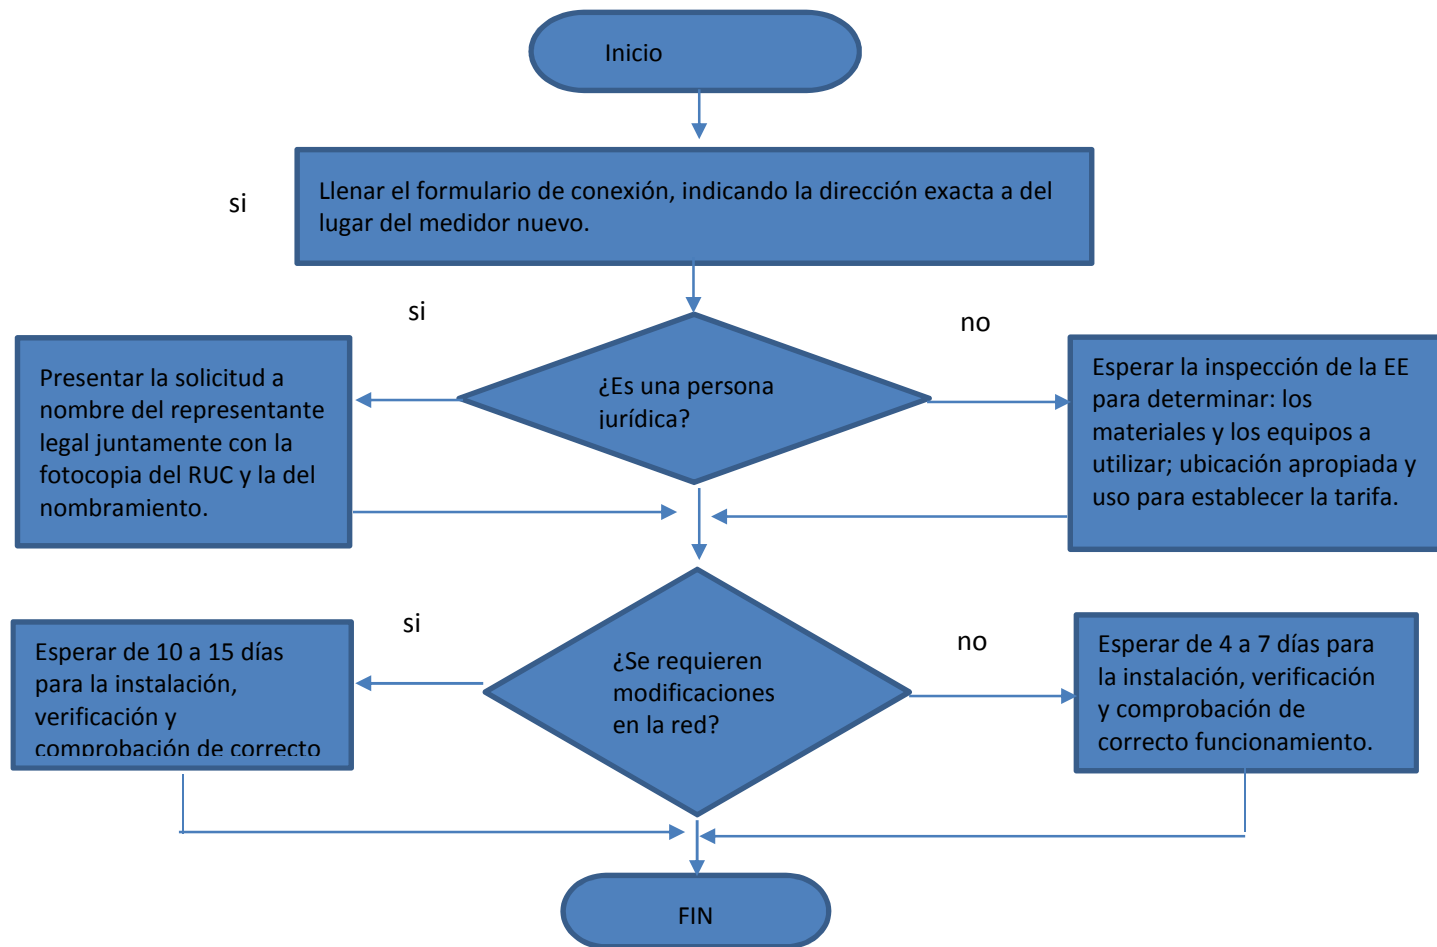 Inicio
si
Llenar el formulario de conexión, indicando la dirección exacta a del
lugar del medidor nuevo.
si
no
Presentar la solicitud a
nombre del representante
legal juntamente con la
fotocopia del RUC y la del
nombramiento.
¿Es una persona
jurídica?
Esperar la inspección de la EE
para determinar: los
materiales y los equipos a
utilizar; ubicación apropiada y
uso para establecer la tarifa.
si
no
Esperar de 10 a 15 días
para la instalación,
verificación y
comprobación de correcto
¿Se requieren
modificaciones
en la red?
Esperar de 4 a 7 días para
la instalación, verificación
y comprobación de
correcto funcionamiento.
FIN